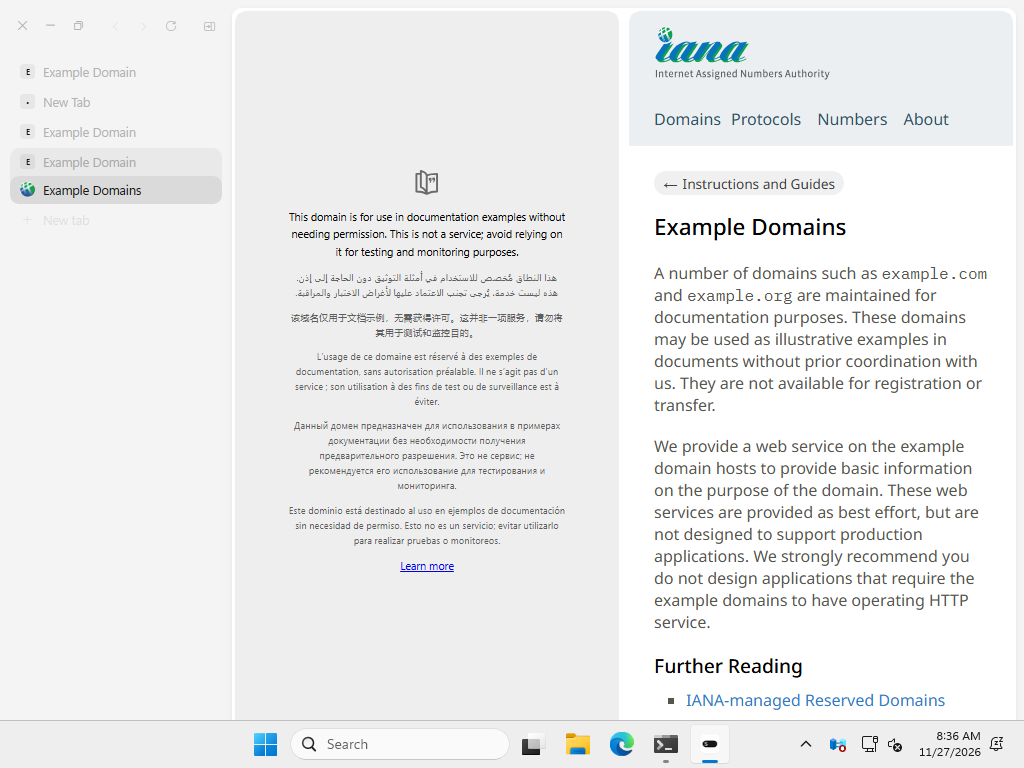 E Example Domain
New Tab
E Example Domain
E Example Domain
Example Domains
+ New tab
This domain is for use in documentation examples without
needing permission. This is not a service; avoid relying on
it for testing and monitoring purposes.
هذا النطاق مُخصص للاستخدام في أمثلة التوثيق دون الحاجة إلى إذن.
هذه ليست خدمة، يُرجى تجنب الاعتماد عليها لأغراض الاختبار والمراقبة.
该域名仅用于文档示例，无需获得许可。这并非一项服务，请勿将
其用于测试和监控目的。
L'usage de ce domaine est réservé à des exemples de
documentation, sans autorisation préalable. Il ne s'agit pas d'un
service ; son utilisation à des fins de test ou de surveillance est à
éviter.
Данный домен предназначен для использования в примерах
документации без необходимости получения
предварительного разрешения. Это не сервис; не
рекомендуется его использование для тестирования и
мониторинга.
Este dominio está destinado al uso en ejemplos de documentación
sin necesidad de permiso. Esto no es un servicio; evitar utilizarlo
para realizar pruebas o monitoreos.
Learn more
iana
Internet Assigned Numbers Authority
Domains Protocols Numbers About
← Instructions and Guides
Example Domains
A number of domains such as example.com
and example.org are maintained for
documentation purposes. These domains
may be used as illustrative examples in
documents without prior coordination with
us. They are not available for registration or
transfer.
We provide a web service on the example
domain hosts to provide basic information
on the purpose of the domain. These web
services are provided as best effort, but are
not designed to support production
applications. We strongly recommend you
do not design applications that require the
example domains to have operating HTTP
service.
Further Reading
IANA-managed Reserved Domains
Search
8:36 AM
11/27/2026